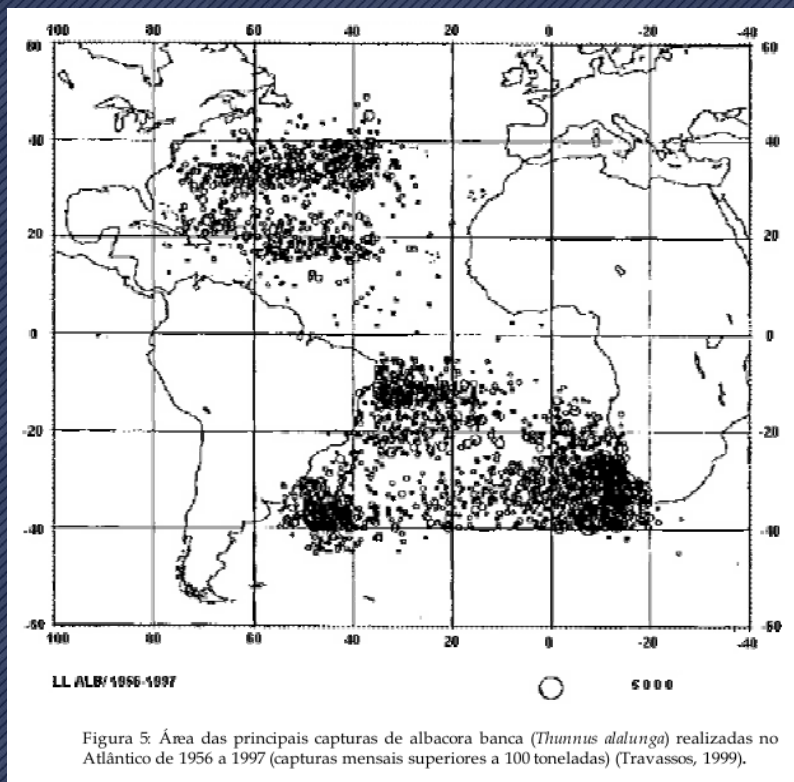 100 80 60 40 20 0 -20 -40
60 60
40 40
20 20
0 0
-20 -20
-40 -40
-60 -60
100 80 60 40 20 0 -20 -40
LL ALB/1956-1997 5000
Figura 5: Área das principais capturas de albacora banca (Thunnus alalunga) realizadas no
Atlântico de 1956 a 1997 (capturas mensais superiores a 100 toneladas) (Travassos, 1999).